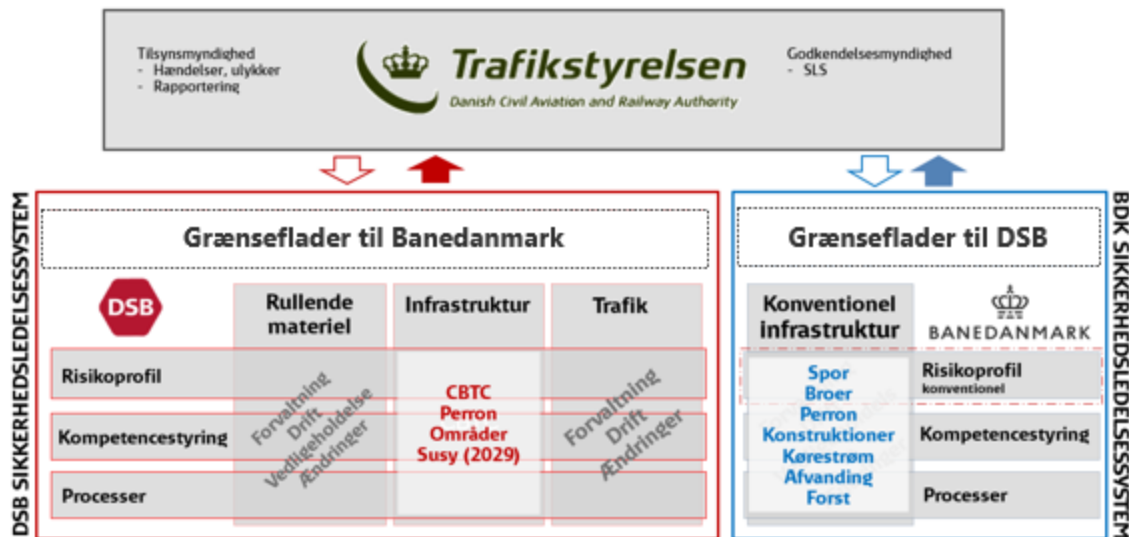 Tilsynsmyndighed
- Hændelser, ulykker
- Rapportering
Trafikstyrelsen
Danish Civil Aviation and Railway Authority
Godkendelsesmyndighed
- SLS
DSB SIKKERHEDSLEDELSESSYSTEM
Grænseflader til Banedanmark
DSB
Rullende
materiel
Infrastruktur
Trafik
Risikoprofil
Kompetencestyring
Processer
Forvaltning
Drift
Vedligeholdelse
Ændringer
CBTC
Perron
Områder
Susy (2029)
Forvaltning
Drift
Ændringer
Grænseflader til DSB
Konventionel
infrastruktur
BANEDANMARK
Spor
Broer
Perron
Konstruktioner
Kørestrøm
Afvanding
Forst
Risikoprofil
konventionel
Kompetencestyring
Processer
BDK SIKKERHEDSLEDELSESSYSTEM